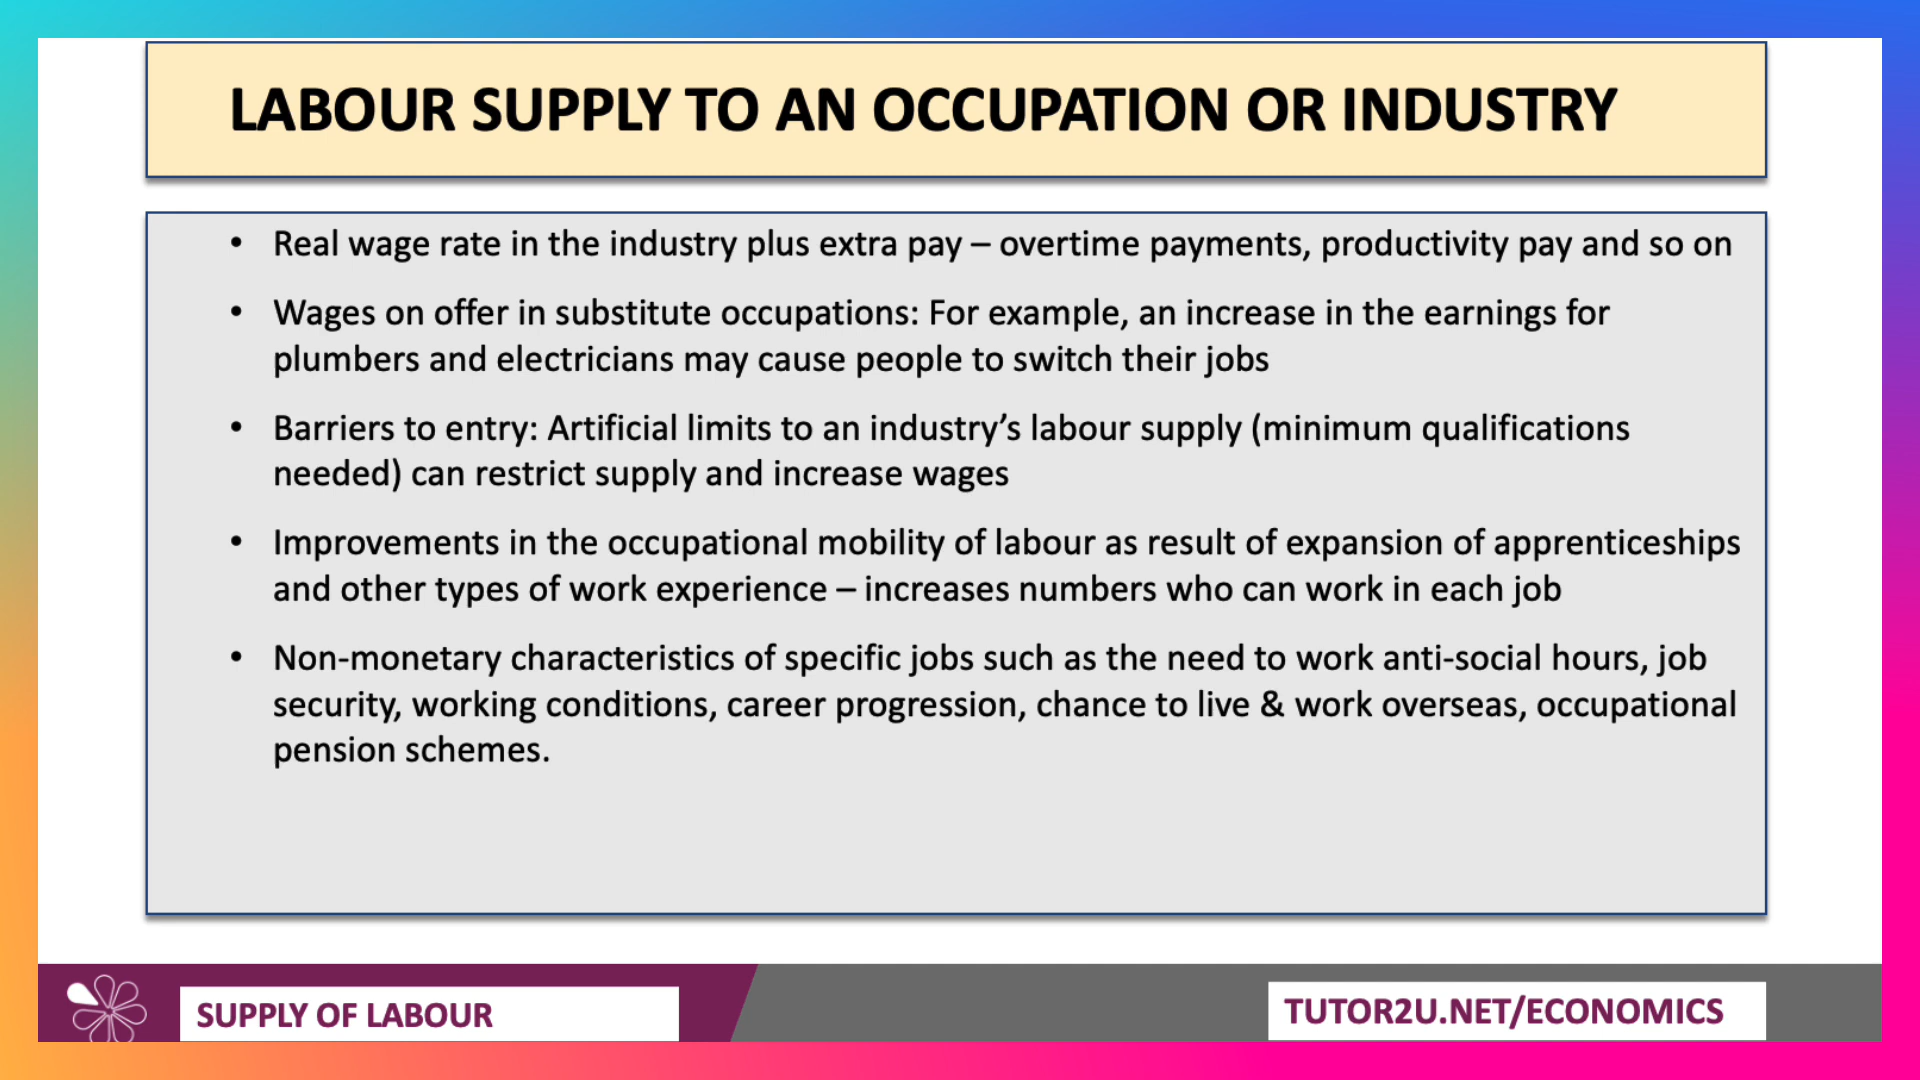 LABOUR SUPPLY TO AN OCCUPATION OR INDUSTRY
• Real wage rate in the industry plus extra pay – overtime payments, productivity pay and so on
• Wages on offer in substitute occupations: For example, an increase in the earnings for
plumbers and electricians may cause people to switch their jobs
• Barriers to entry: Artificial limits to an industry’s labour supply (minimum qualifications
needed) can restrict supply and increase wages
• Improvements in the occupational mobility of labour as result of expansion of apprenticeships
and other types of work experience – increases numbers who can work in each job
• Non-monetary characteristics of specific jobs such as the need to work anti-social hours, job
security, working conditions, career progression, chance to live & work overseas, occupational
pension schemes.
SUPPLY OF LABOUR
TUTOR2U.NET/ECONOMICS